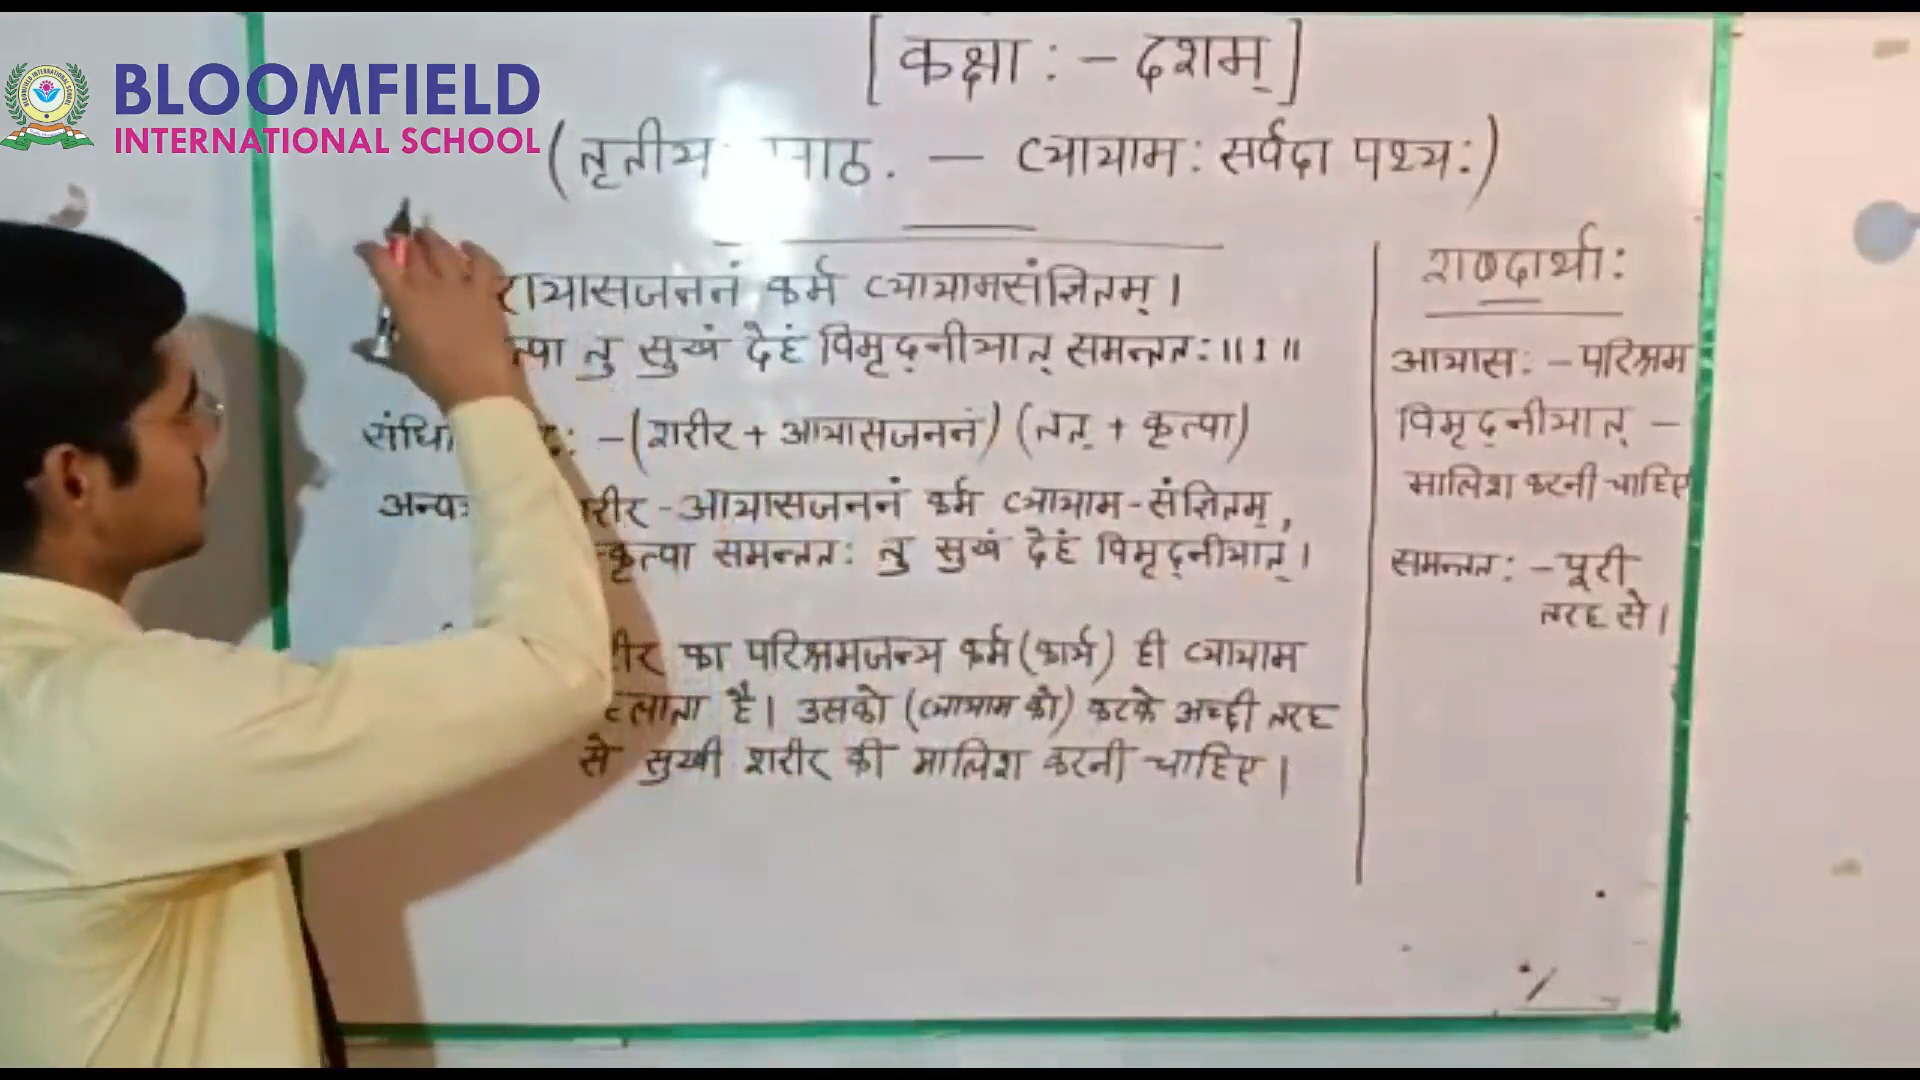 BLOOMFIELD
INTERNATIONAL SCHOOL
[कक्षा : - दशम्]
(तृतीय पाठ. — व्यायाम : सर्वदा पथ्य:)
रायासजननं कर्म व्यायामसंज्ञितम् ।
त्वा तु सुखं देहं विमृद्नीयात् समन्ततः ॥ 1 ॥
संधि : - (शरीर + आयासजननं) (तत् + कृत्वा)
अन्वय रीर - आयासजननं कर्म व्यायाम - संज्ञितम्,
कृत्वा समन्ततः तु सुखं देहं विमृद्नीयात् ।
ीर का परिश्रमजन्य कर्म (कार्य) ही व्यायाम
हलाता है । उसको (व्यायाम को) करके अच्छी तरह
से सुखी शरीर की मालिश करनी चाहिए ।
शब्दार्था :
आयास : - परिश्रम
विमृद्नीयात् -
मालिश करनी चाहिए
समन्तत : - पूरी
तरह से ।